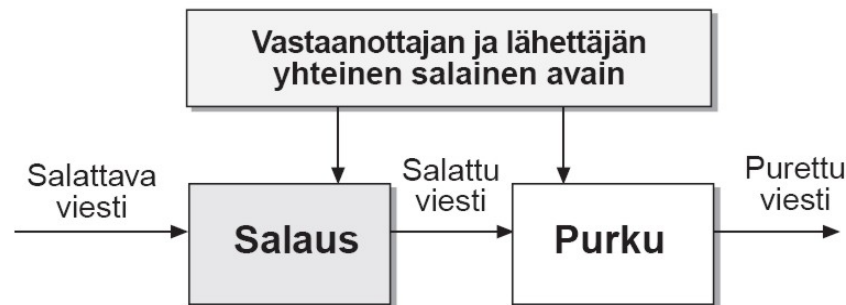 Vastaanottajan ja lähettäjän
yhteinen salainen avain
Salattava
viesti
Salaus
Salattu
viesti
Purku
Purettu
viesti